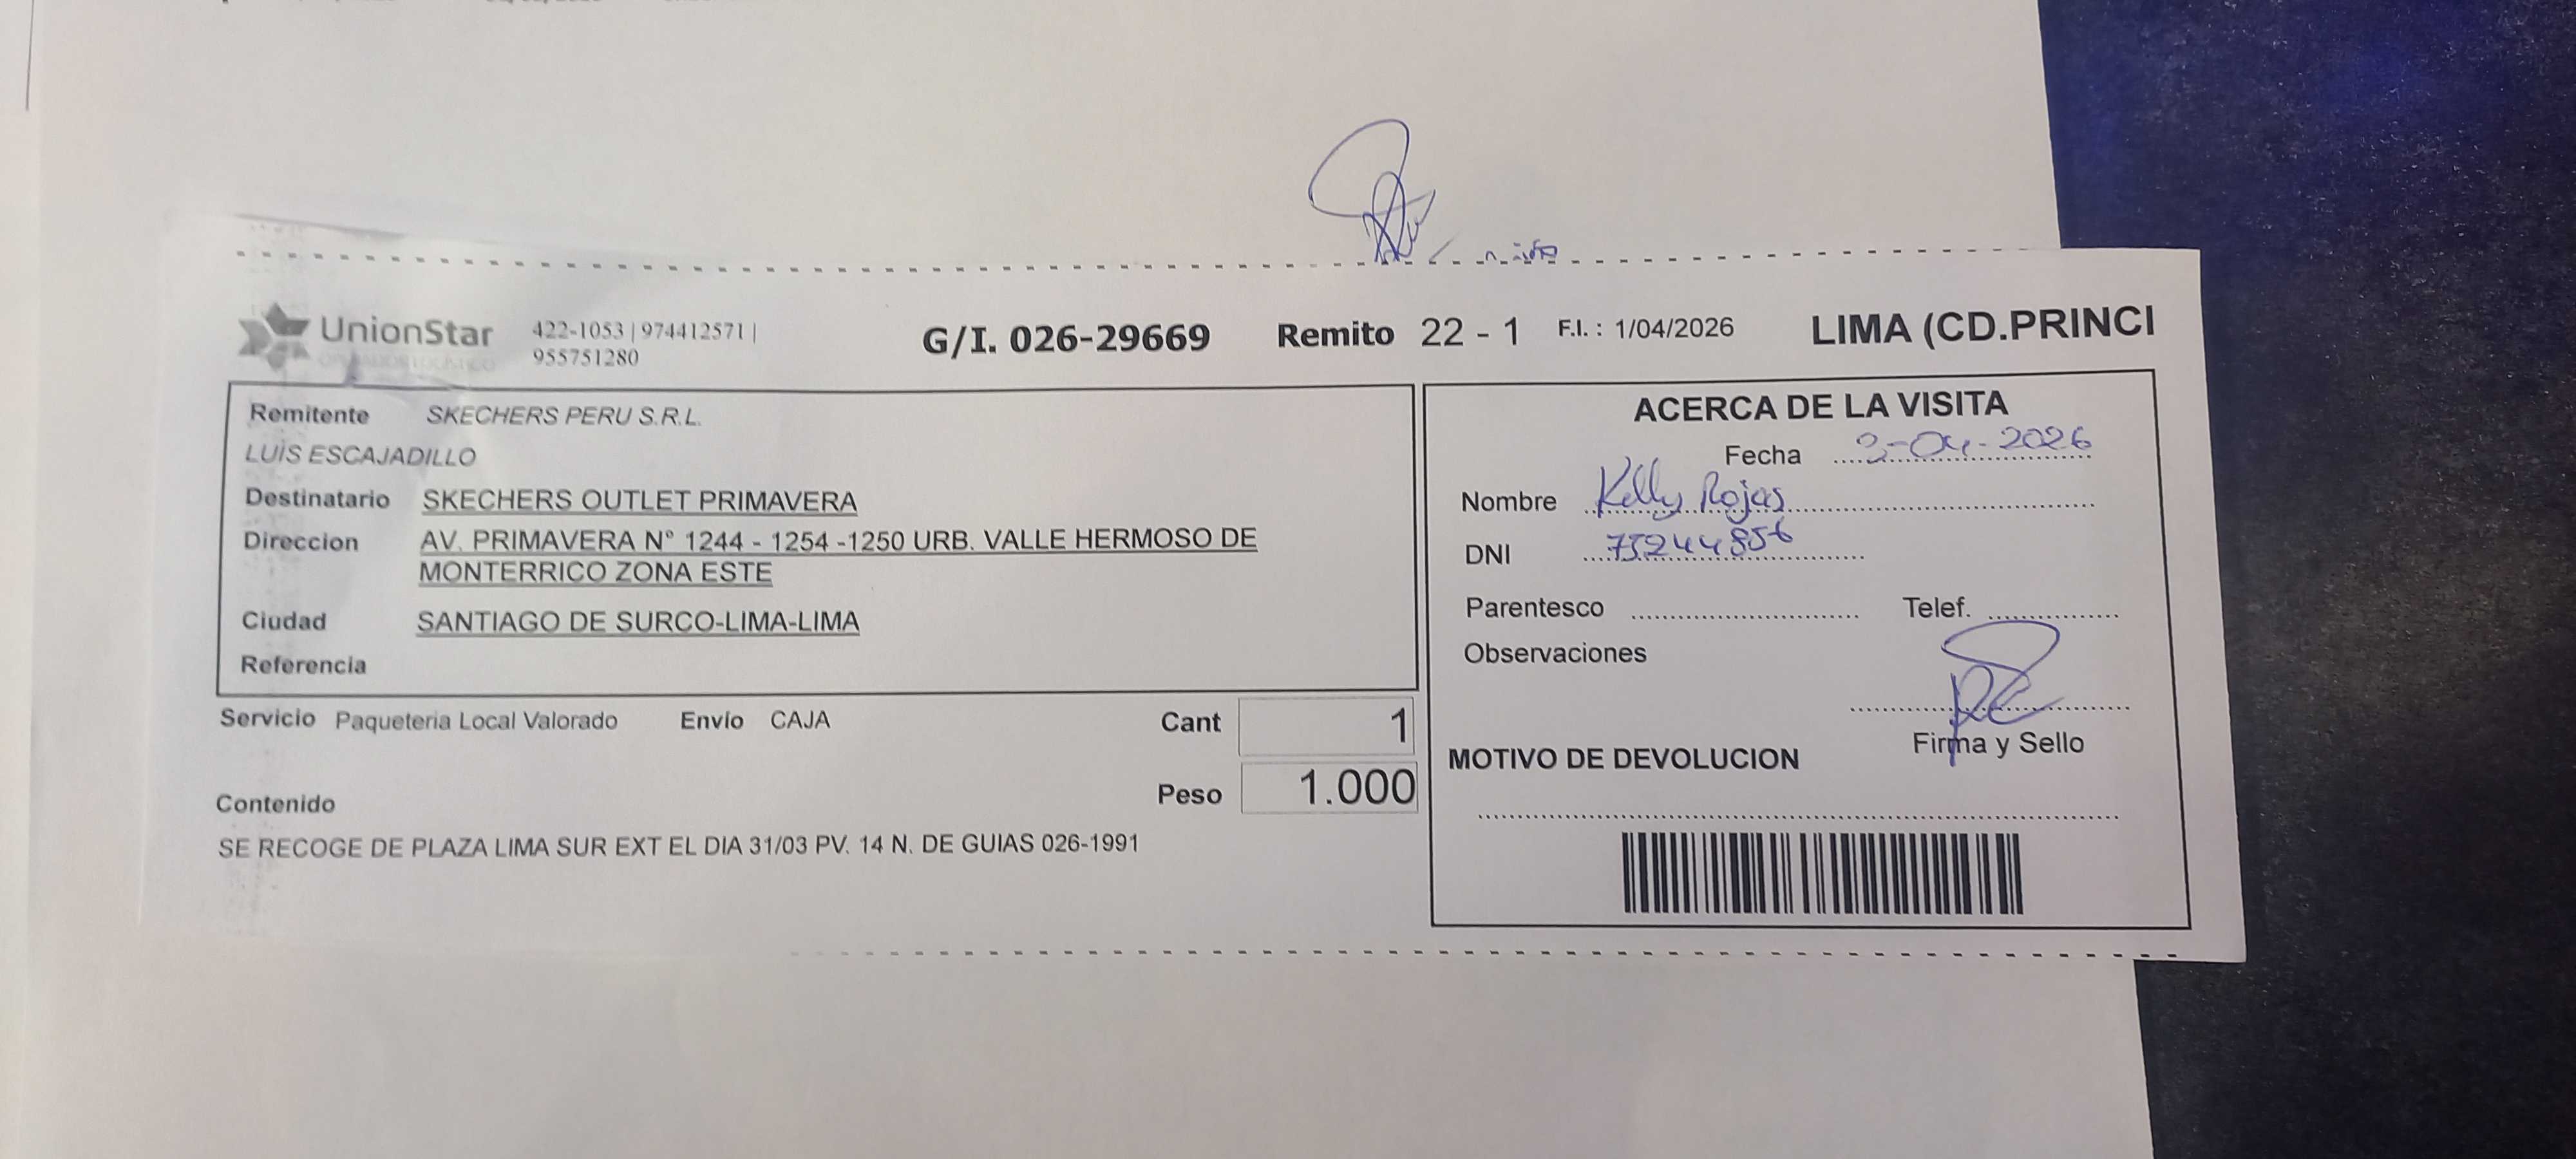 UnionStar
OPERADOR LOGISTICO
422-1053 | 974412571 |
955751280
G/I. 026-29669 Remito 22 - 1 F.I. : 1/04/2026 LIMA (CD.PRINCI
Remitente SKECHERS PERU S.R.L.
LUIS ESCAJADILLO
Destinatario SKECHERS OUTLET PRIMAVERA
Direccion AV. PRIMAVERA N° 1244 - 1254 -1250 URB. VALLE HERMOSO DE
MONTERRICO ZONA ESTE
Ciudad SANTIAGO DE SURCO-LIMA-LIMA
Referencia
Servicio Paqueteria Local Valorado Envío CAJA
Cant 1
Peso 1.000
Contenido
SE RECOGE DE PLAZA LIMA SUR EXT EL DIA 31/03 PV. 14 N. DE GUIAS 026-1991
ACERCA DE LA VISITA
Fecha -04-2026
Nombre Kelly Rojas
DNI 75244856
Parentesco Telef.
Observaciones
Firma y Sello
MOTIVO DE DEVOLUCION